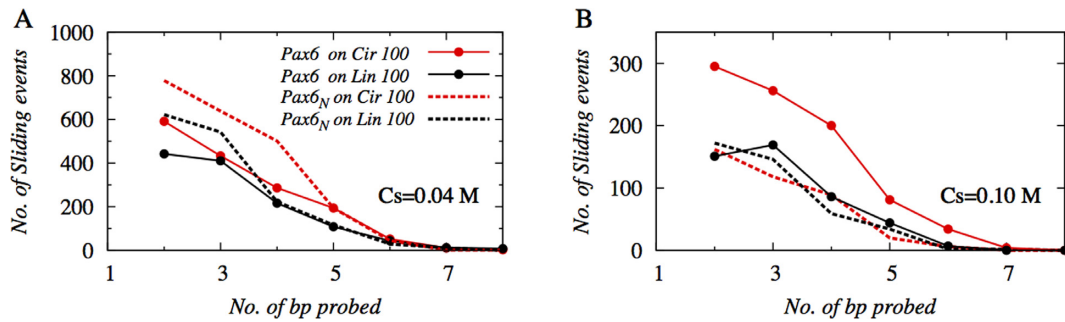 A
No. of Sliding events
1000
800
600
400
200
0
1
3
5
7
No. of bp probed
Pax6 on Cir 100
Pax6 on Lin 100
Pax6N on Cir 100
Pax6N on Lin 100
Cs=0.04 M
B
No. of Sliding events
300
200
100
0
1
3
5
7
No. of bp probed
Cs=0.10 M